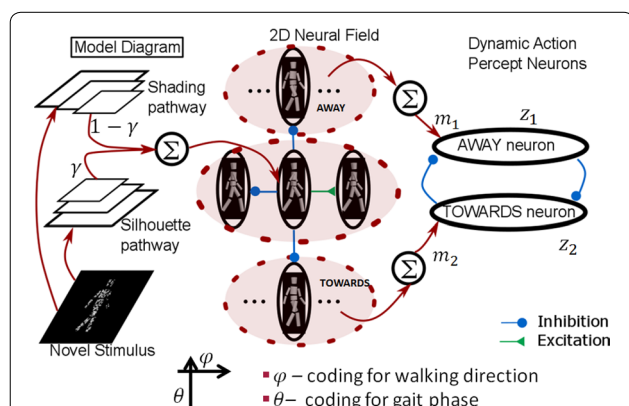 Model Diagram
2D Neural Field
Dynamic Action
Percept Neurons
Shading
pathway
1 − γ
γ
Σ
Silhouette
pathway
Novel Stimulus
... ...
AWAY
TOWARDS
... ...
Σ
m₁
z₁
AWAY neuron
TOWARDS neuron
z₂
Σ
m₂
Inhibition
Excitation
φ
θ
φ − coding for walking direction
θ− coding for gait phase